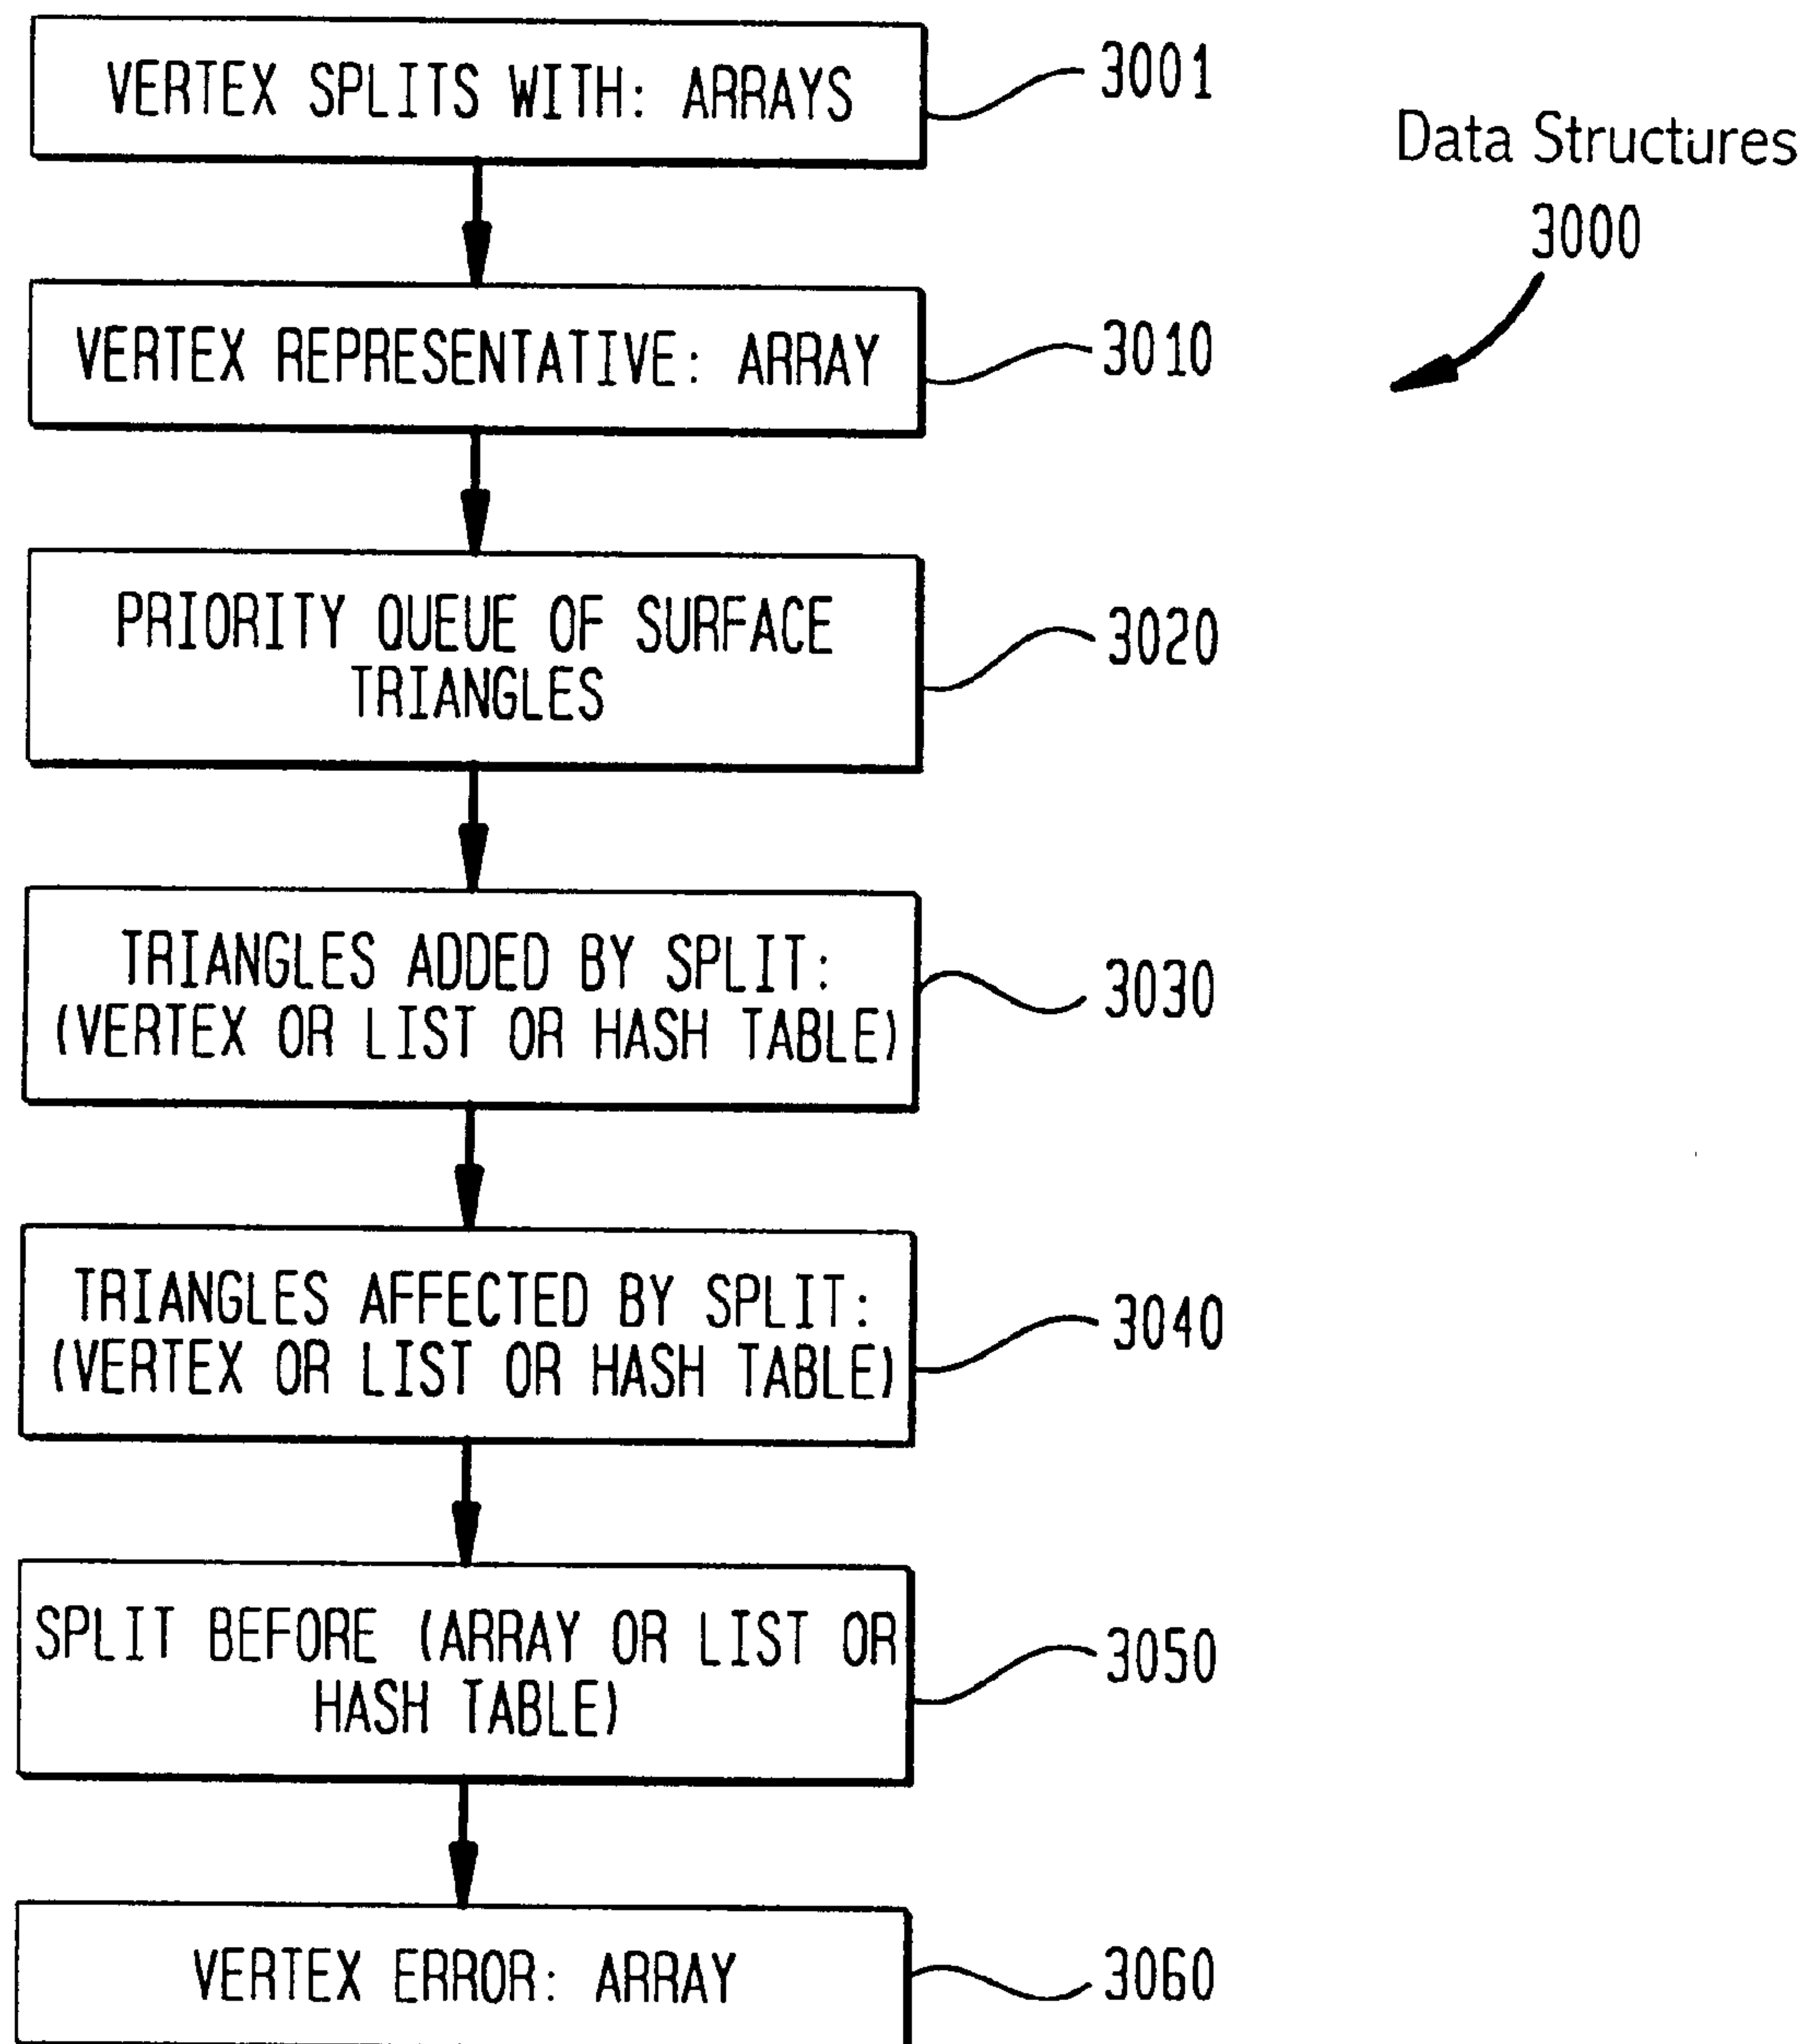 VERTEX SPLITS WITH: ARRAYS
3001
Data Structures
3000
VERTEX REPRESENTATIVE: ARRAY
3010
PRIORITY QUEUE OF SURFACE
TRIANGLES
3020
TRIANGLES ADDED BY SPLIT:
(VERTEX OR LIST OR HASH TABLE)
3030
TRIANGLES AFFECTED BY SPLIT:
(VERTEX OR LIST OR HASH TABLE)
3040
SPLIT BEFORE (ARRAY OR LIST OR
HASH TABLE)
3050
VERTEX ERROR: ARRAY
3060